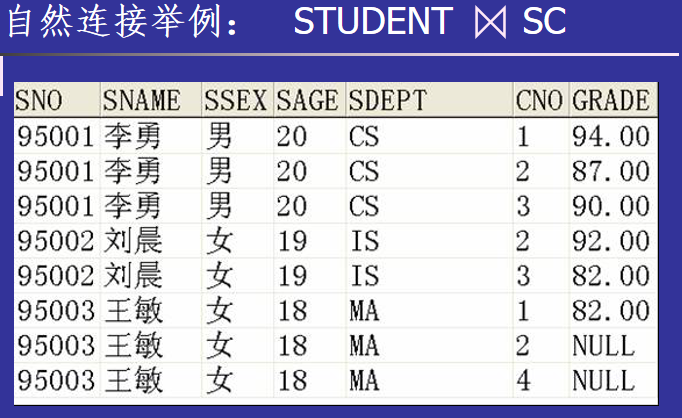 自然连接举例： STUDENT ⋈ SC
SNO SNAME SSEX SAGE SDEPT CNO GRADE
95001 李勇 男 20 CS 1 94.00
95001 李勇 男 20 CS 2 87.00
95001 李勇 男 20 CS 3 90.00
95002 刘晨 女 19 IS 2 92.00
95002 刘晨 女 19 IS 3 82.00
95003 王敏 女 18 MA 1 82.00
95003 王敏 女 18 MA 2 NULL
95003 王敏 女 18 MA 4 NULL